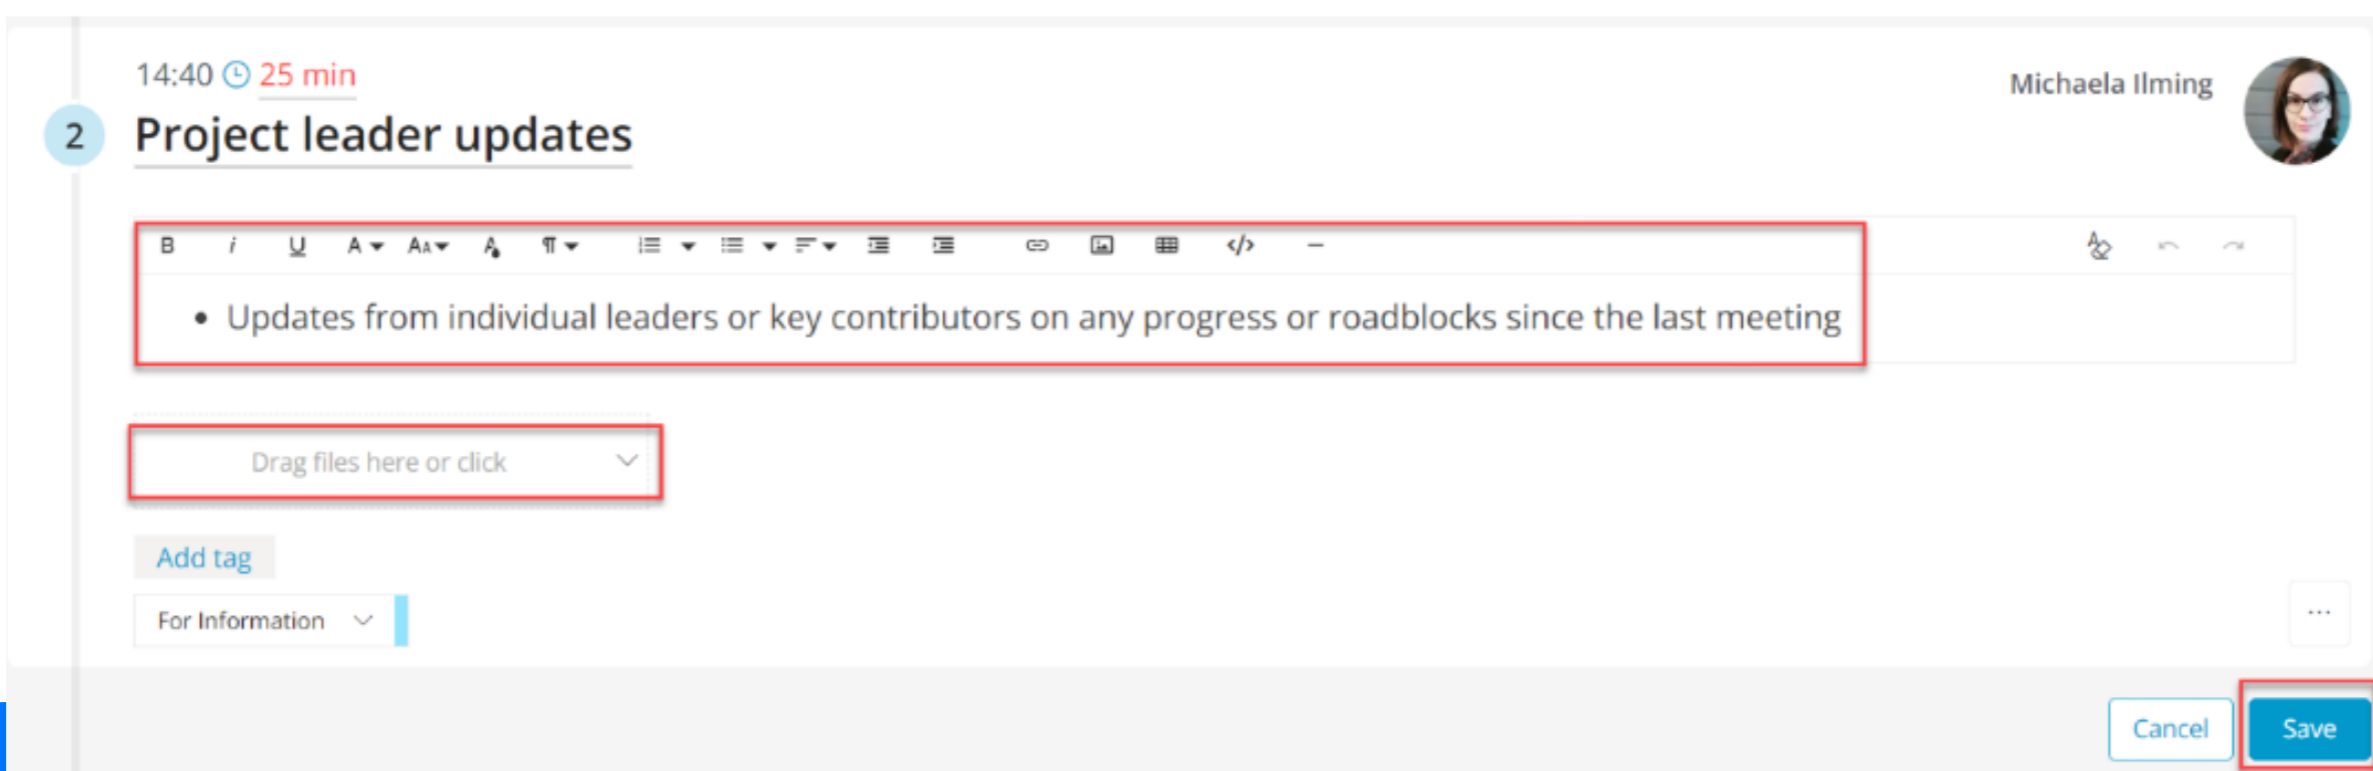 14:40 25 min
Michaela Ilming
2 Project leader updates
B i U A AA A ¶ </> –
• Updates from individual leaders or key contributors on any progress or roadblocks since the last meeting
Drag files here or click
Add tag
For Information
...
Cancel Save